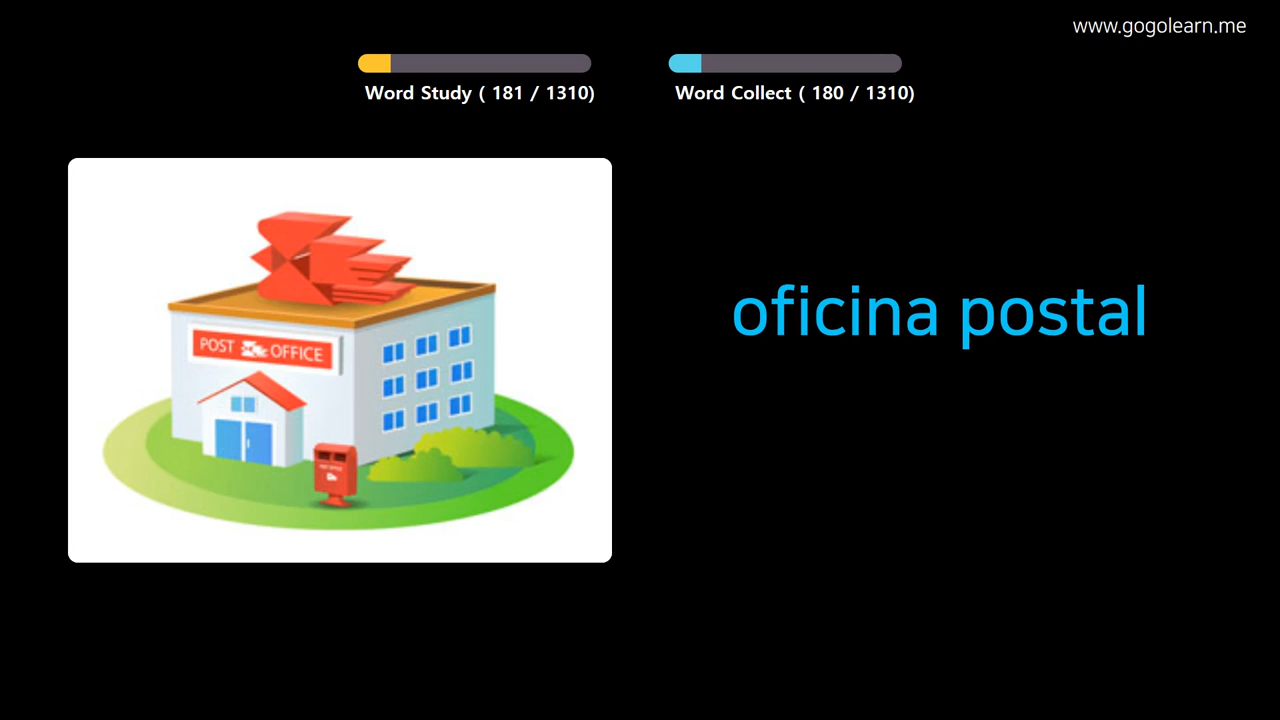 www.gogolearn.me
Word Study ( 181 / 1310)
Word Collect ( 180 / 1310)
POST OFFICE
oficina postal